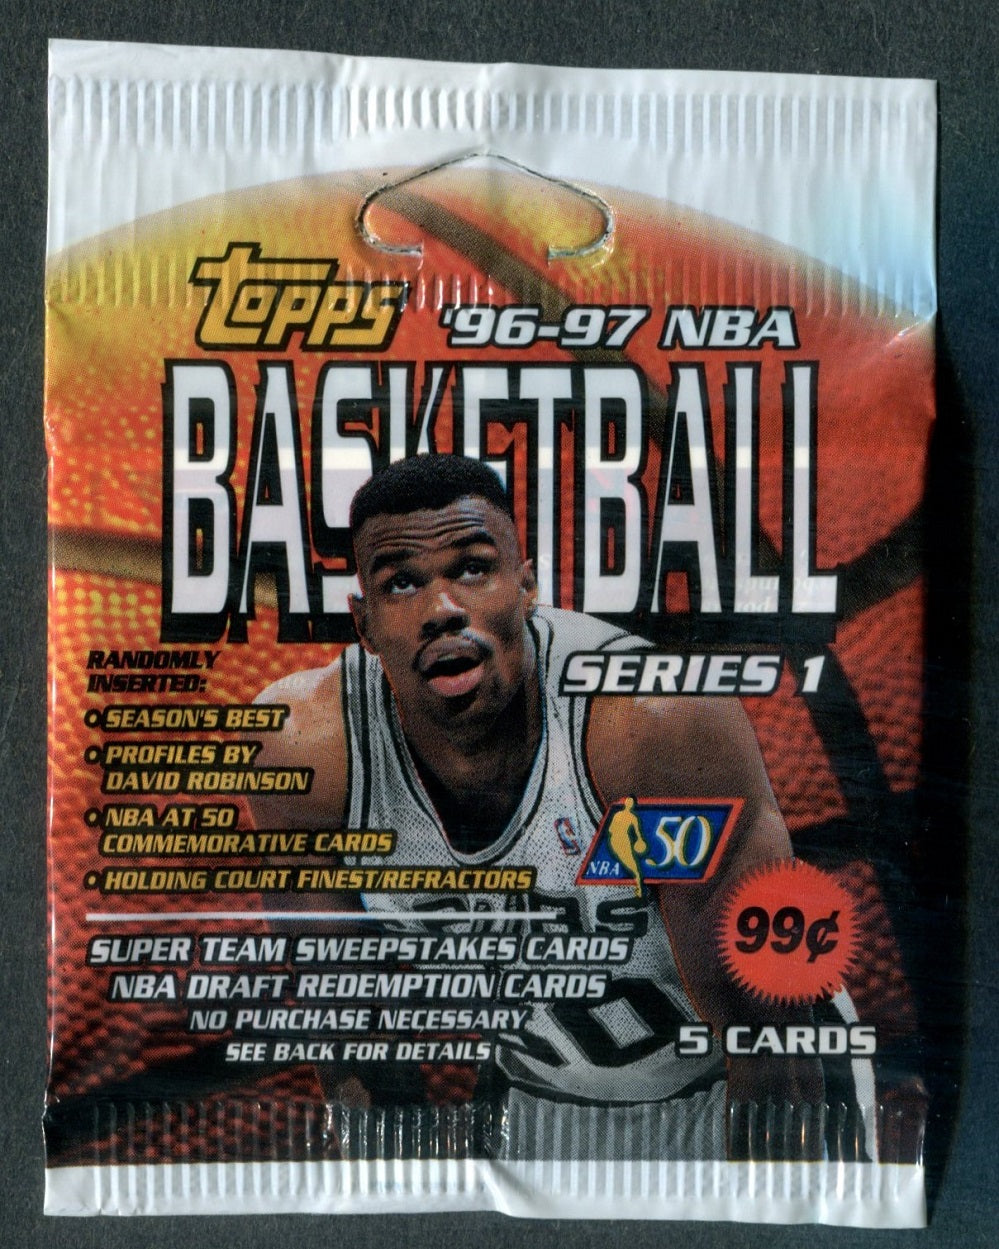 Topps '96-97 NBA
BASKETBALL
SERIES 1
RANDOMLY
INSERTED:
• SEASON'S BEST
• PROFILES BY
DAVID ROBINSON
• NBA AT 50
COMMEMORATIVE CARDS
• HOLDING COURT FINEST/REFRACTORS
NBA 50
SUPER TEAM SWEEPSTAKES CARDS
NBA DRAFT REDEMPTION CARDS
NO PURCHASE NECESSARY
SEE BACK FOR DETAILS
99¢
5 CARDS